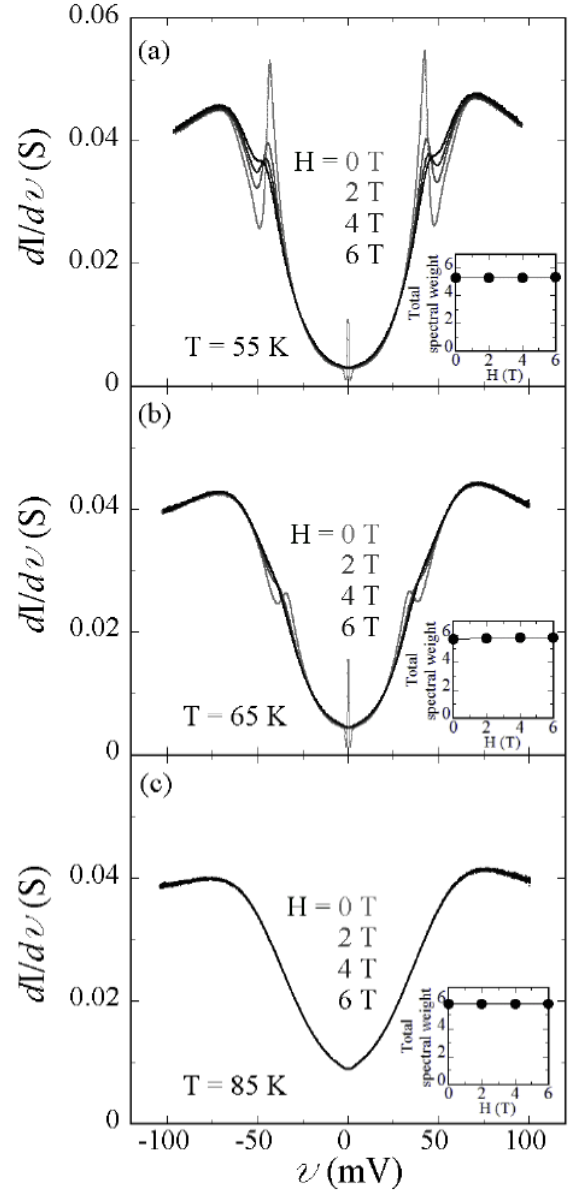 0.06
(a)
dI/dν (S)
0.04
H = 0 T
2 T
4 T
6 T
0.02
Total
spectral weight
6
4
2
0
0 2 4 6
H (T)
T = 55 K
0
(b)
dI/dν (S)
0.04
H = 0 T
2 T
4 T
6 T
0.02
Total
spectral weight
6
4
2
0
0 2 4 6
H (T)
T = 65 K
0
(c)
dI/dν (S)
0.04
H = 0 T
2 T
4 T
6 T
0.02
Total
spectral weight
6
4
2
0
0 2 4 6
H (T)
T = 85 K
0
-100 -50 0 50 100
ν (mV)